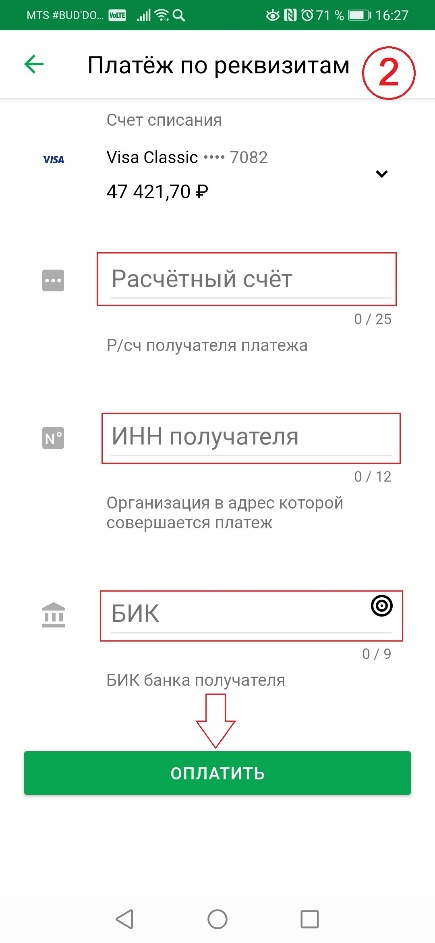 MTS #BUD'DO... VoLTE 71 % 16:27
Платёж по реквизитам 2
Счет списания
VISA Visa Classic •••• 7082
47 421,70 ₽
Расчётный счёт
0 / 25
Р/сч получателя платежа
N° ИНН получателя
0 / 12
Организация в адрес которой
совершается платеж
БИК
0 / 9
БИК банка получателя
ОПЛАТИТЬ